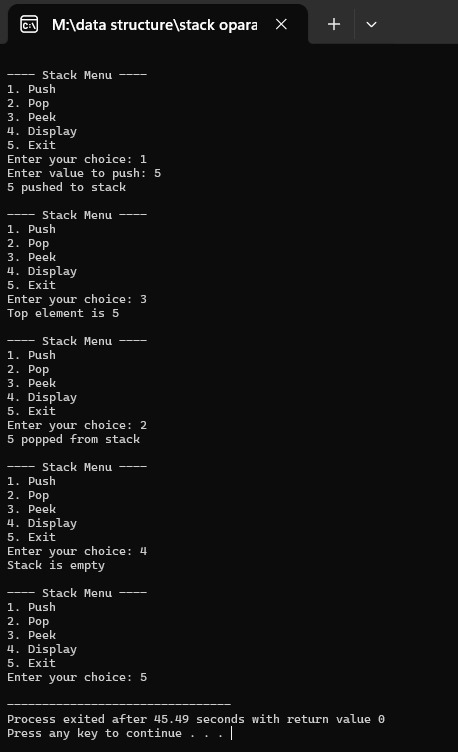 M:\data structure\stack opara
---- Stack Menu ----
1. Push
2. Pop
3. Peek
4. Display
5. Exit
Enter your choice: 1
Enter value to push: 5
5 pushed to stack
---- Stack Menu ----
1. Push
2. Pop
3. Peek
4. Display
5. Exit
Enter your choice: 3
Top element is 5
---- Stack Menu ----
1. Push
2. Pop
3. Peek
4. Display
5. Exit
Enter your choice: 2
5 popped from stack
---- Stack Menu ----
1. Push
2. Pop
3. Peek
4. Display
5. Exit
Enter your choice: 4
Stack is empty
---- Stack Menu ----
1. Push
2. Pop
3. Peek
4. Display
5. Exit
Enter your choice: 5
--------------------------------
Process exited after 45.49 seconds with return value 0
Press any key to continue . . .